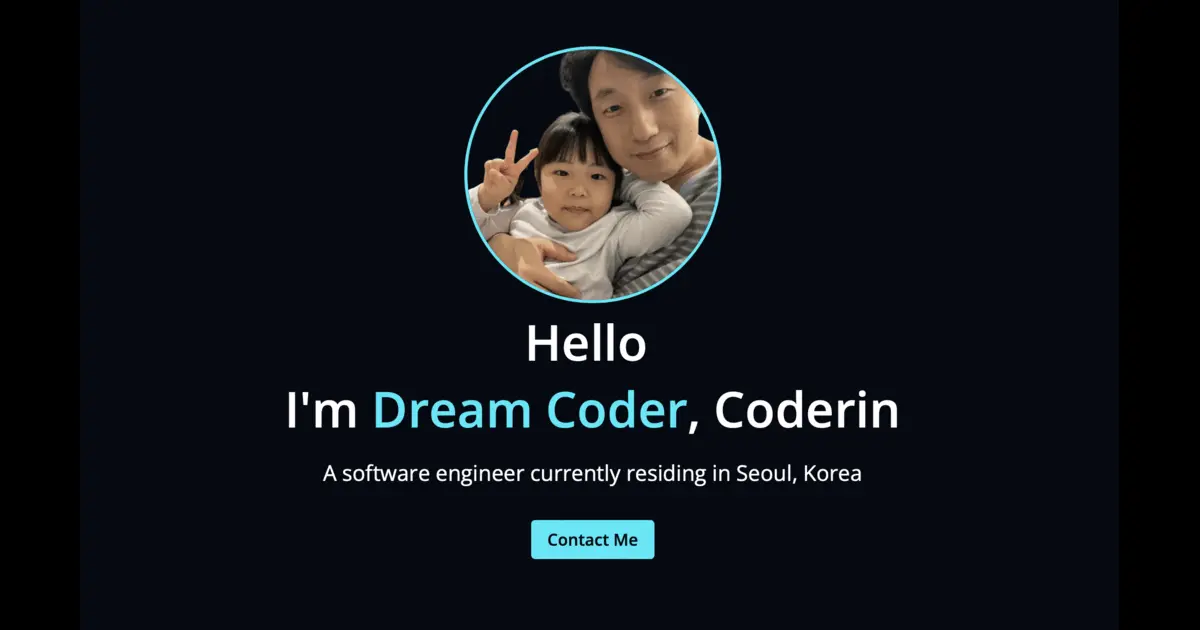 Hello
I'm Dream Coder, Coderin
A software engineer currently residing in Seoul, Korea
Contact Me